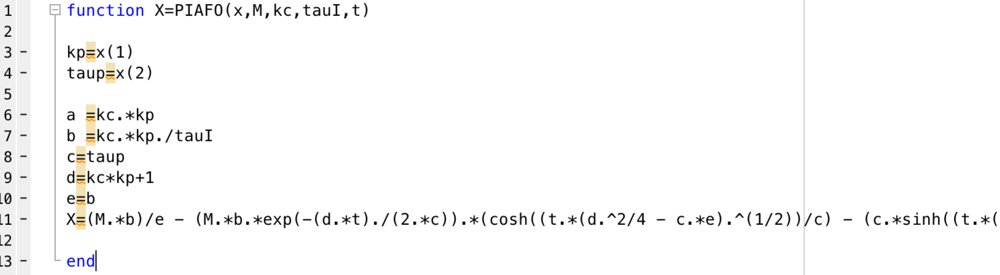 1 function X=PIAFO(x,M,kc,tauI,t)
2
3 - kp=x(1)
4 - taup=x(2)
5
6 - a =kc.*kp
7 - b =kc.*kp./tauI
8 - c=taup
9 - d=kc*kp+1
10 - e=b
11 - X=(M.*b)/e - (M.*b.*exp(-(d.*t)./(2.*c)).*(cosh((t.*(d.^2/4 - c.*e).^(1/2))/c) - (c.*sinh((t.*(
12
13 - end